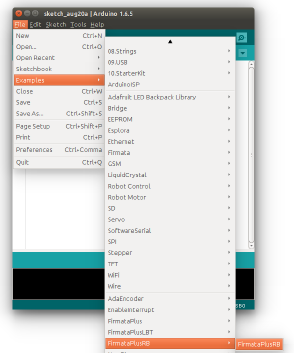 sketch_aug20a | Arduino 1.6.5
File Edit Sketch Tools Help
New Ctrl+N
Open... Ctrl+O
Open Recent
Sketchbook
Examples
Close Ctrl+W
Save Ctrl+S
Save As... Ctrl+Shift+S
Page Setup Ctrl+Shift+P
Print Ctrl+P
Preferences Ctrl+Comma
Quit Ctrl+Q
08.Strings
09.USB
10.StarterKit
ArduinoISP
Adafruit LED Backpack Library
Bridge
EEPROM
Esplora
Ethernet
Firmata
GSM
LiquidCrystal
Robot Control
Robot Motor
SD
Servo
SoftwareSerial
SPI
Stepper
TFT
WiFi
Wire
AdaEncoder
EnableInterrupt
FirmataPlus
FirmataPlusLBT
FirmataPlusRB
FirmataPlusRB